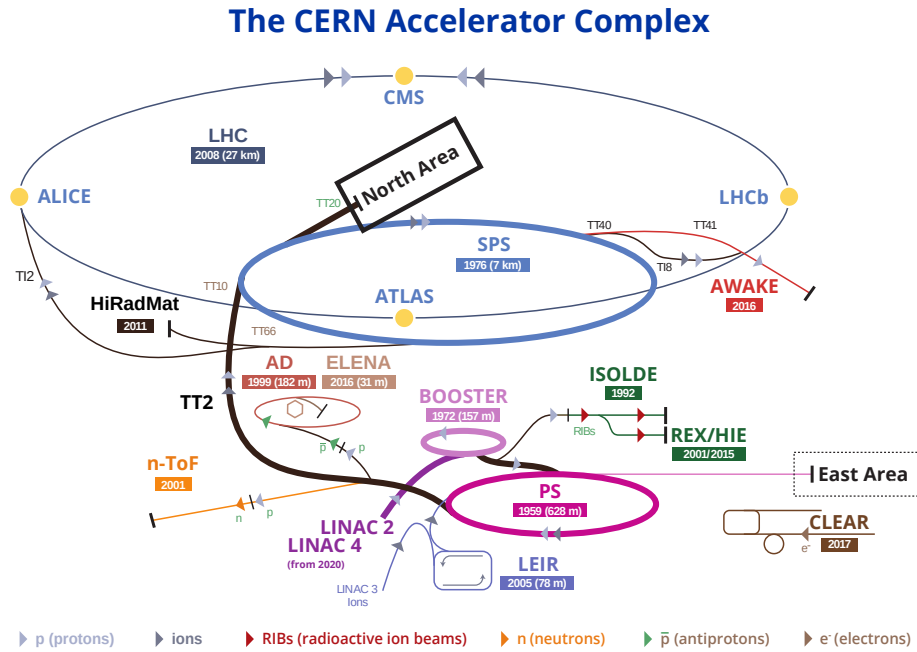 The CERN Accelerator Complex
CMS
LHC
2008 (27 km)
North Area
ALICE
LHCb
TT20
TT40
TT41
SPS
1976 (7 km)
TI8
TI2
TT10
AWAKE
2016
HiRadMat
2011
ATLAS
TT66
AD
1999 (182 m)
ELENA
2016 (31 m)
ISOLDE
1992
TT2
BOOSTER
1972 (157 m)
RIBs
REX/HIE
2001/2015
p̅
p
n-ToF
2001
East Area
PS
1959 (628 m)
n
p
LINAC 2
LINAC 4
(from 2020)
CLEAR
2017
e-
LEIR
2005 (78 m)
LINAC 3
Ions
p (protons)
ions
RIBs (radioactive ion beams)
n (neutrons)
p̅ (antiprotons)
e- (electrons)